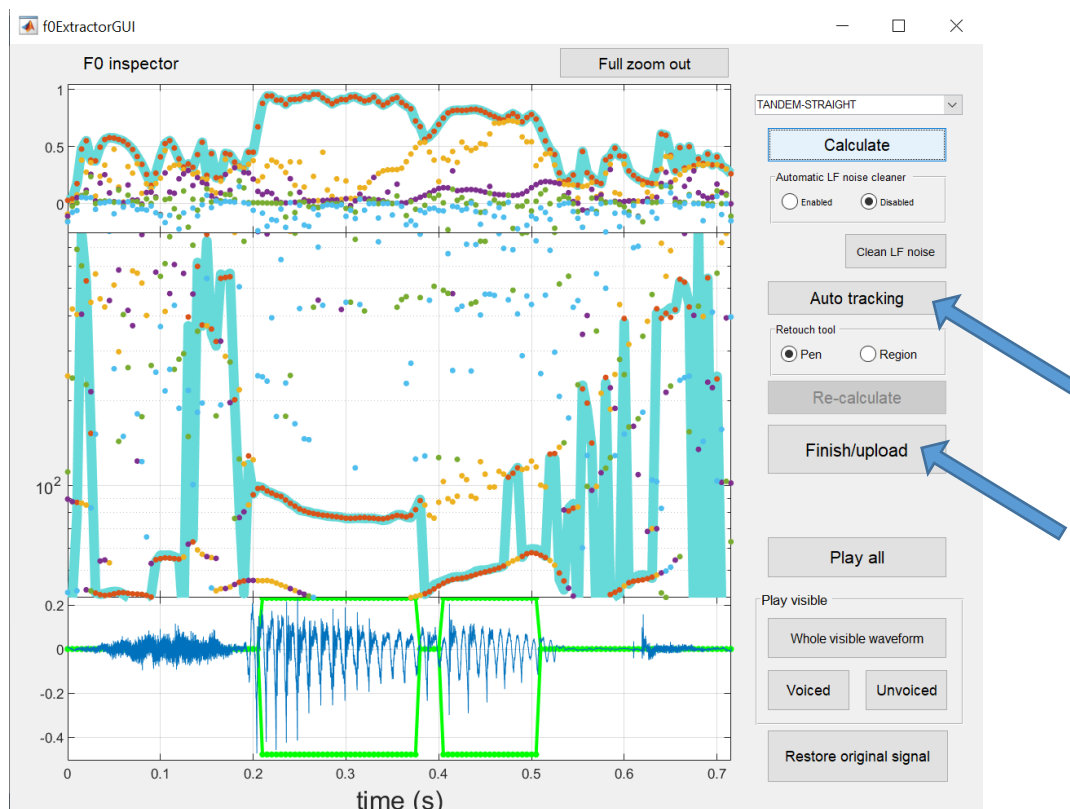 f0ExtractorGUI
F0 inspector
Full zoom out
1
0.5
0
10²
0.2
0
-0.2
-0.4
0 0.1 0.2 0.3 0.4 0.5 0.6 0.7
time (s)
TANDEM-STRAIGHT
Calculate
Automatic LF noise cleaner
Enabled Disabled
Clean LF noise
Auto tracking
Retouch tool
Pen Region
Re-calculate
Finish/upload
Play all
Play visible
Whole visible waveform
Voiced Unvoiced
Restore original signal